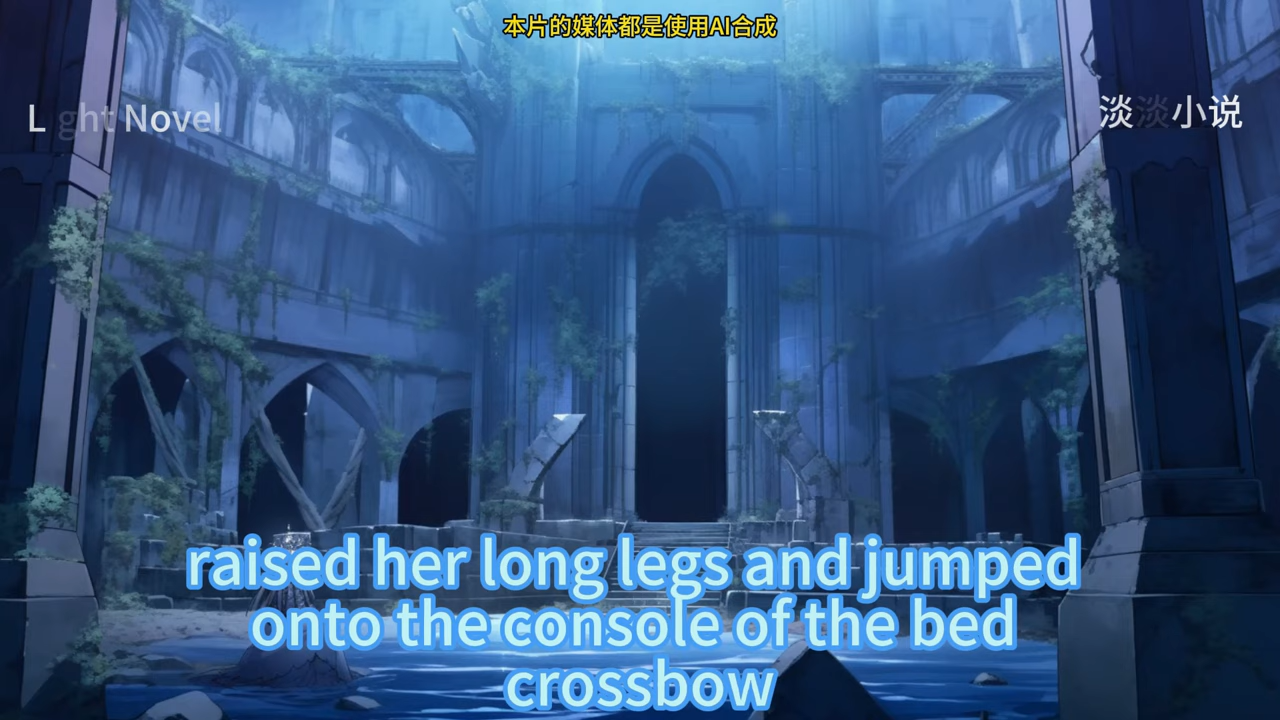 本片的媒体都是使用AI合成
Light Novel
淡淡小说
raised her long legs and jumped
onto the console of the bed
crossbow